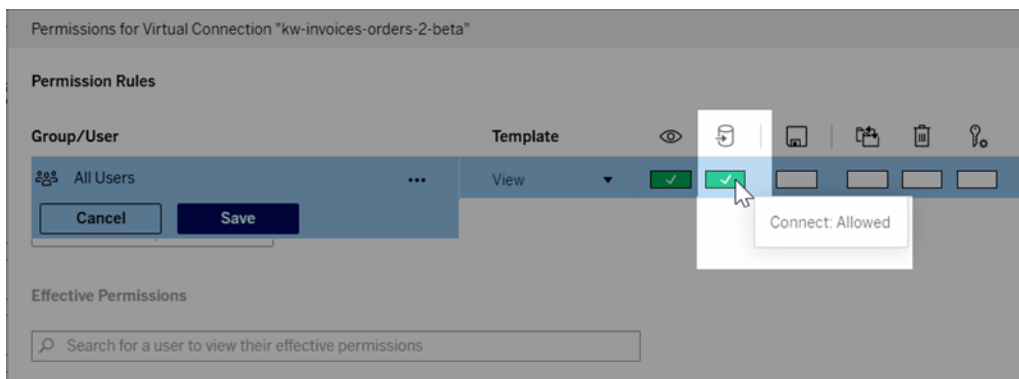 Permissions for Virtual Connection "kw-invoices-orders-2-beta"
Permission Rules
Group/User Template
All Users ••• View
Cancel Save
Connect: Allowed
Effective Permissions
Search for a user to view their effective permissions